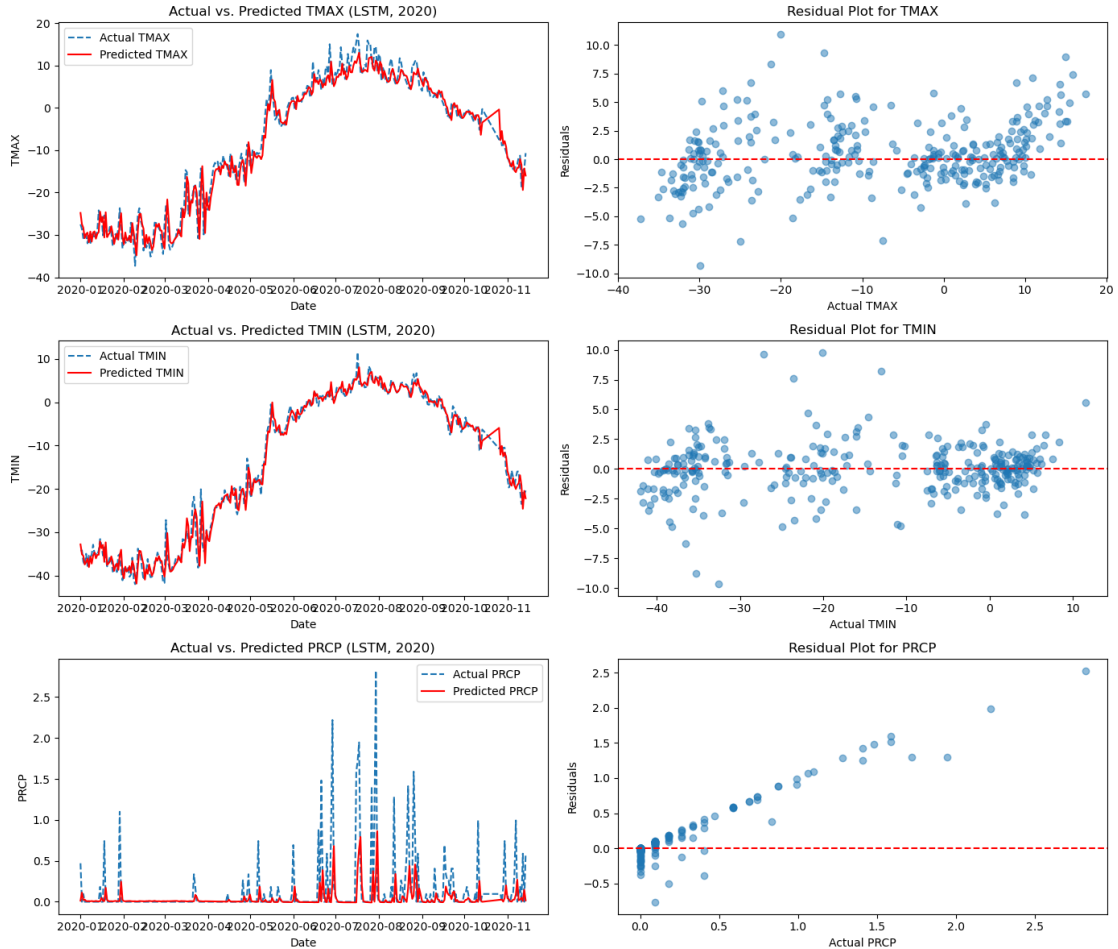 Actual vs. Predicted TMAX (LSTM, 2020)
Actual TMAX
Predicted TMAX
TMAX
20
10
0
−10
−20
−30
−40
2020-01 2020-02 2020-03 2020-04 2020-05 2020-06 2020-07 2020-08 2020-09 2020-10 2020-11
Date
Residual Plot for TMAX
Residuals
10.0
7.5
5.0
2.5
0.0
−2.5
−5.0
−7.5
−10.0
−40 −30 −20 −10 0 10 20
Actual TMAX
Actual vs. Predicted TMIN (LSTM, 2020)
Actual TMIN
Predicted TMIN
TMIN
10
0
−10
−20
−30
−40
2020-01 2020-02 2020-03 2020-04 2020-05 2020-06 2020-07 2020-08 2020-09 2020-10 2020-11
Date
Residual Plot for TMIN
Residuals
10.0
7.5
5.0
2.5
0.0
−2.5
−5.0
−7.5
−10.0
−40 −30 −20 −10 0 10
Actual TMIN
Actual vs. Predicted PRCP (LSTM, 2020)
Actual PRCP
Predicted PRCP
PRCP
2.5
2.0
1.5
1.0
0.5
0.0
2020-01 2020-02 2020-03 2020-04 2020-05 2020-06 2020-07 2020-08 2020-09 2020-10 2020-11
Date
Residual Plot for PRCP
Residuals
2.5
2.0
1.5
1.0
0.5
0.0
−0.5
0.0 0.5 1.0 1.5 2.0 2.5
Actual PRCP